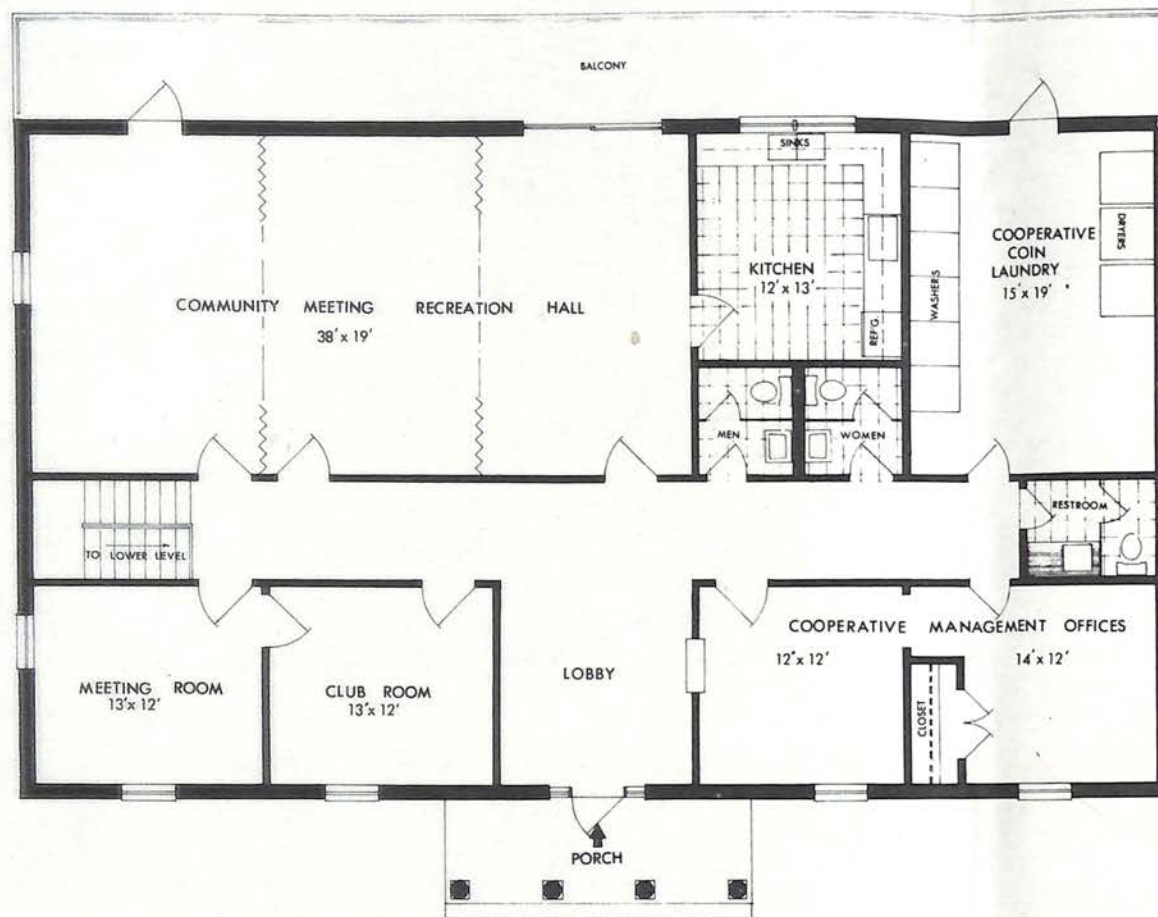 BALCONY
SINKS
KITCHEN
12' x 13'
REF'G.
COOPERATIVE
COIN
LAUNDRY
15' x 19'
WASHERS
DRYERS
COMMUNITY MEETING RECREATION HALL
38' x 19'
MEN
WOMEN
RESTROOM
TO LOWER LEVEL
MEETING ROOM
13' x 12'
CLUB ROOM
13' x 12'
LOBBY
COOPERATIVE MANAGEMENT OFFICES
12" x 12'
14' x 12'
CLOSET
PORCH